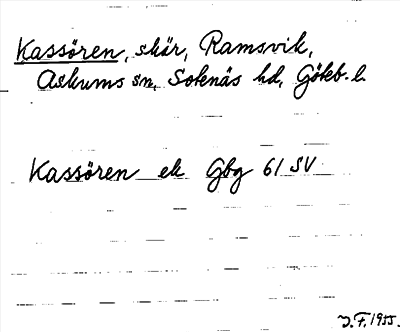 Kassören, skär, Ramsvik,
Askums sn, Sotenäs hd, Göteb. l.
Kassören ek Gbg 61 SV
J.F. 1955.